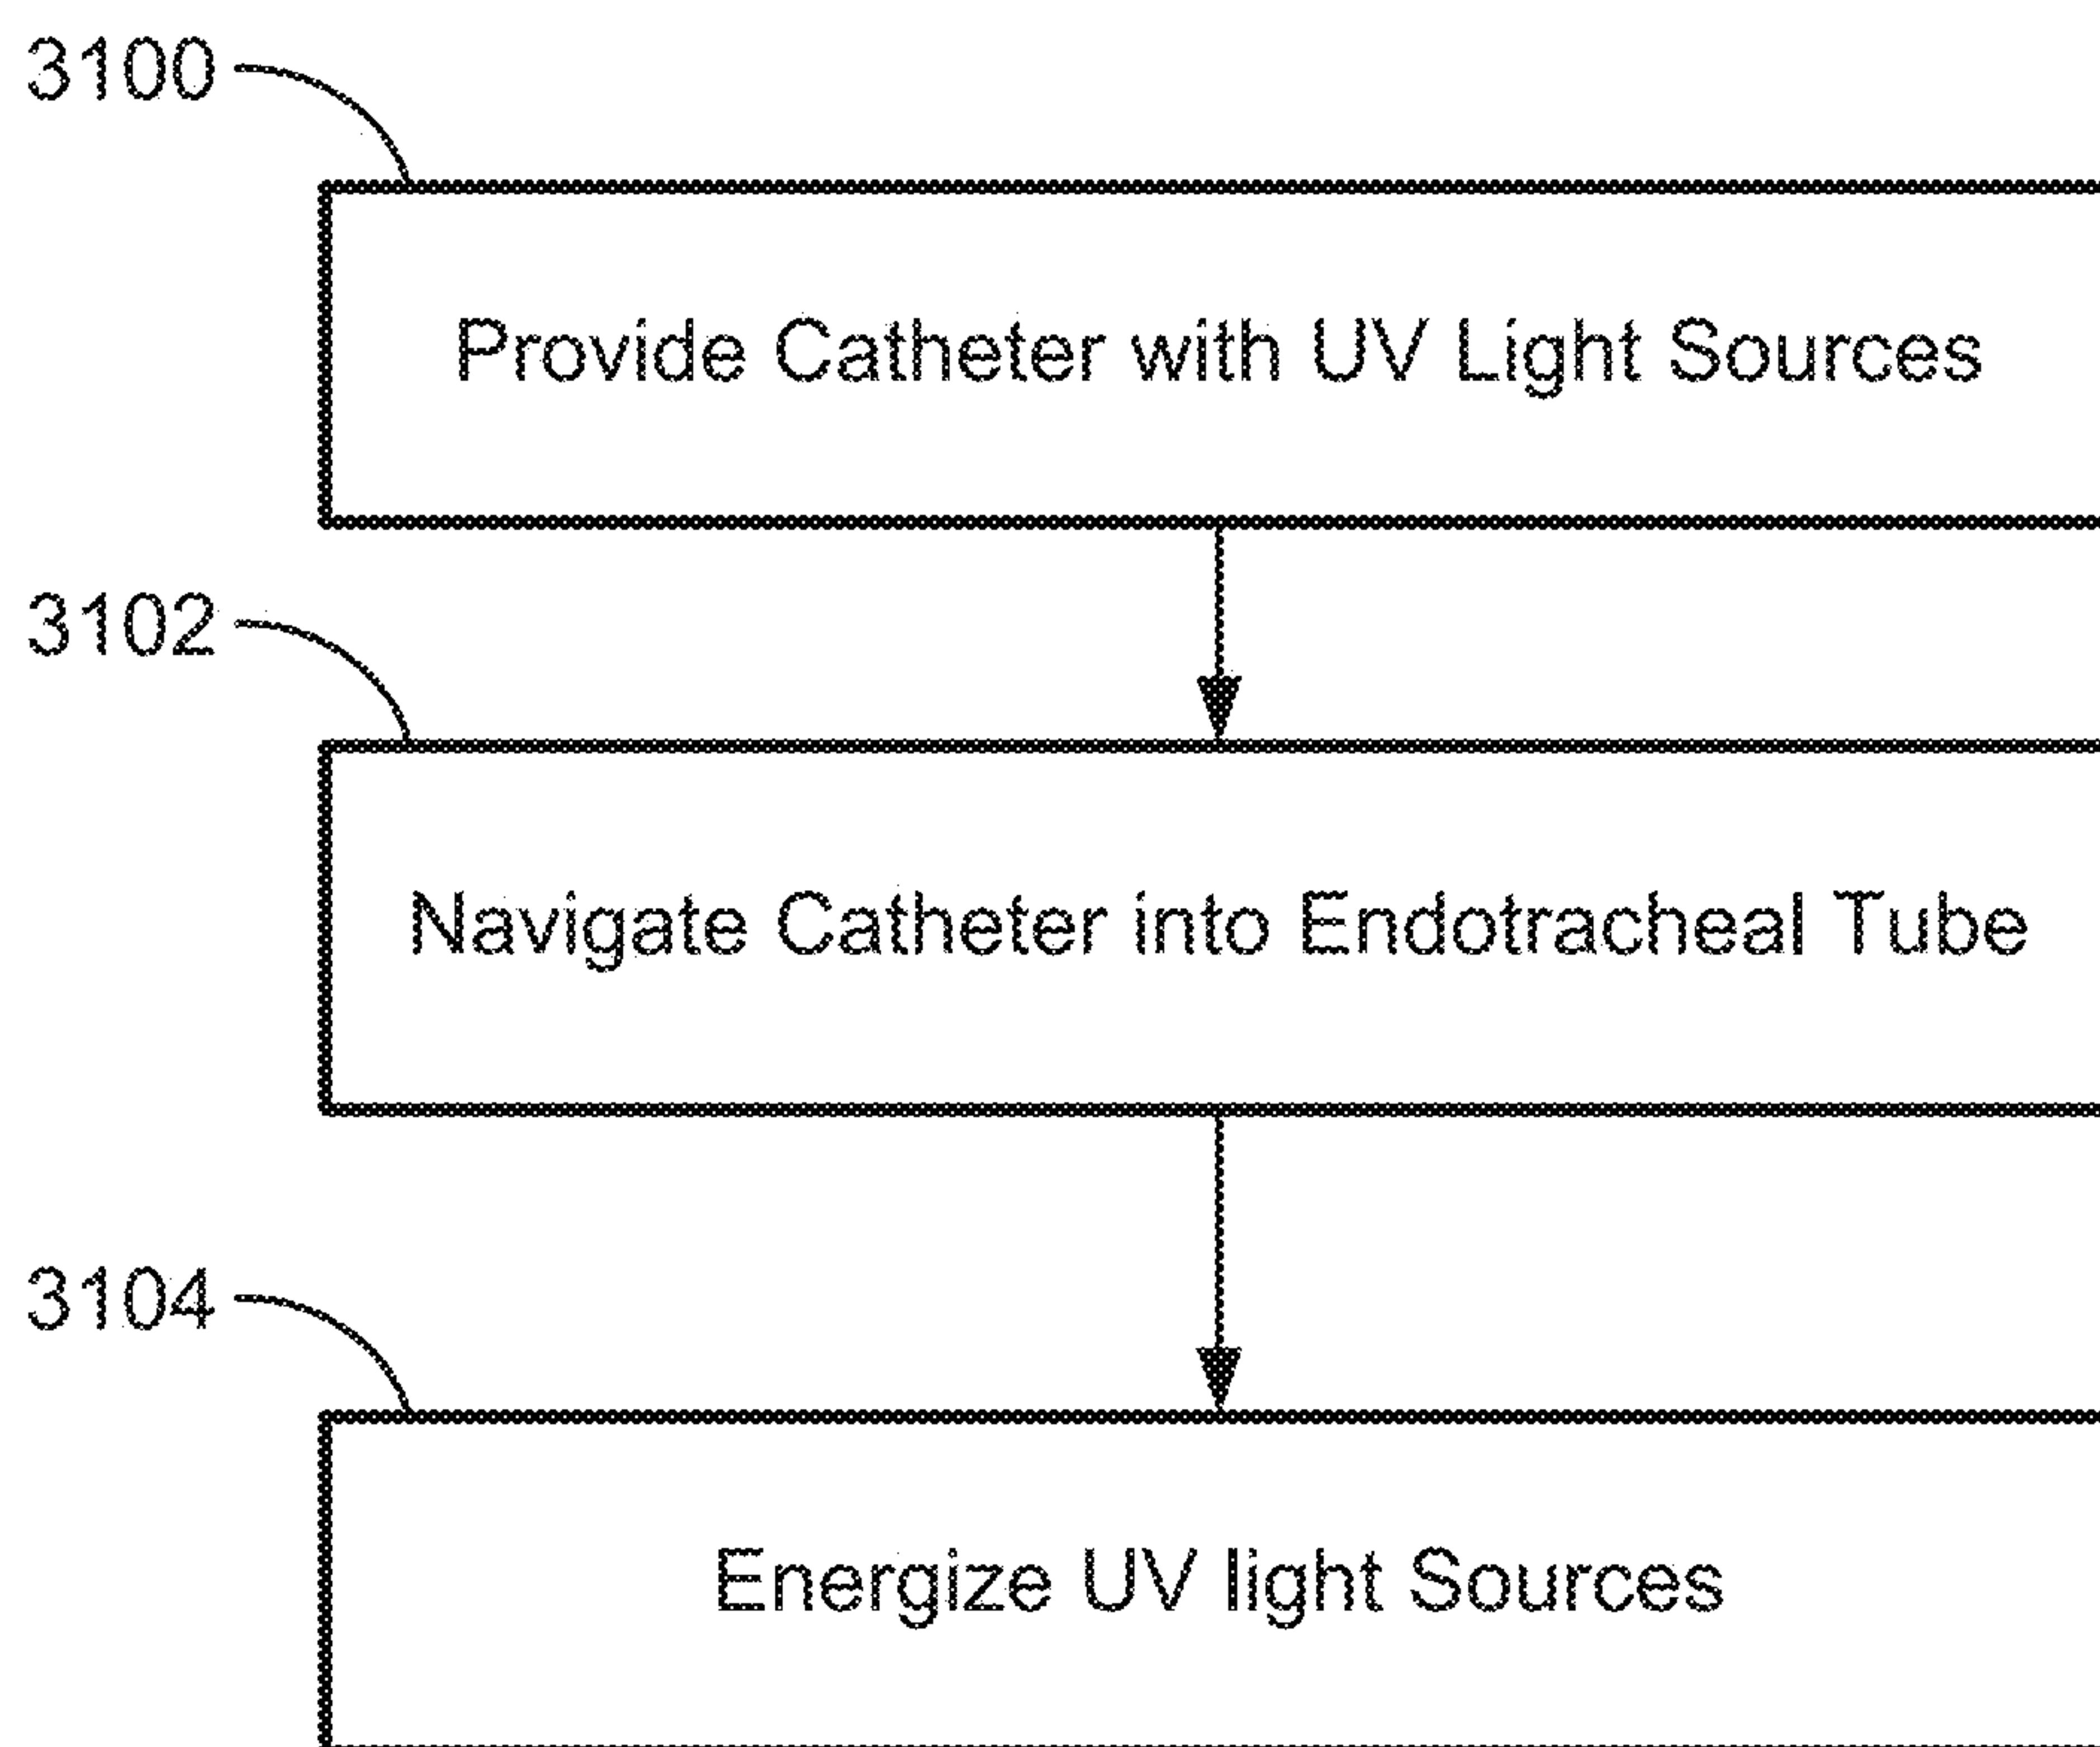 3100
Provide Catheter with UV Light Sources
3102
Navigate Catheter into Endotracheal Tube
3104
Energize UV light Sources